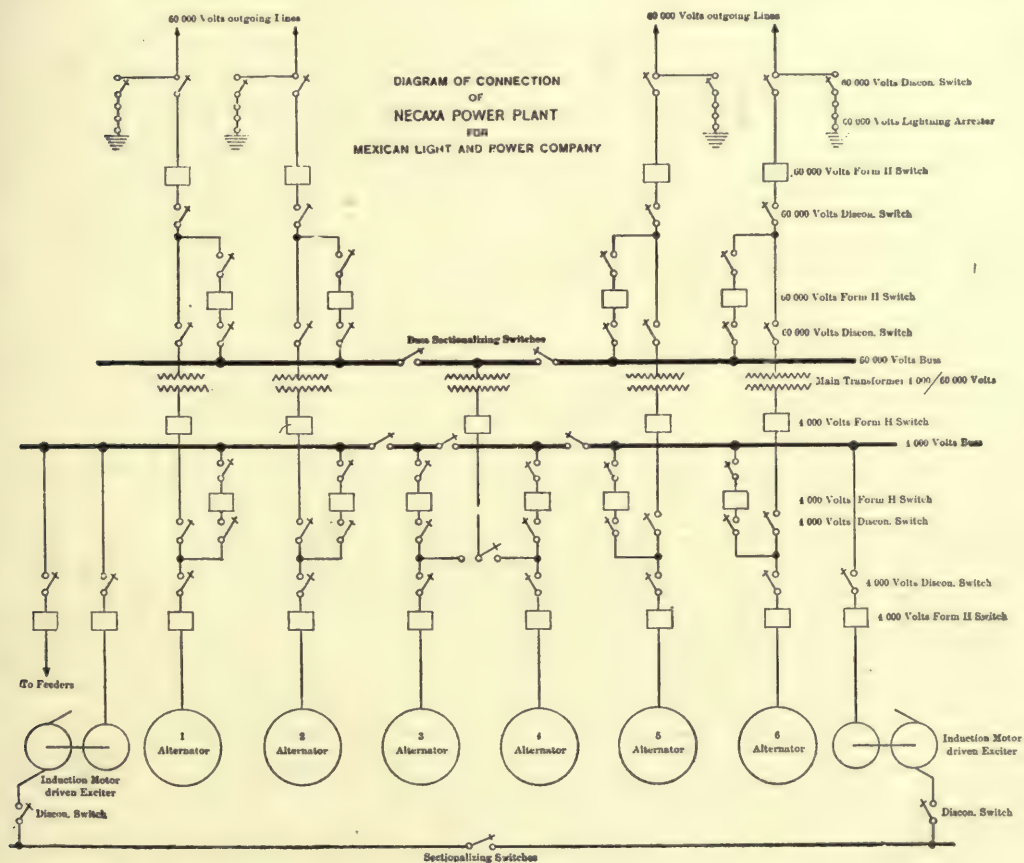 60 000 Volts outgoing Lines
60 000 Volts outgoing Lines
DIAGRAM OF CONNECTION
OF
NECAXA POWER PLANT
FOR
MEXICAN LIGHT AND POWER COMPANY
60 000 Volts Discon. Switch
60 000 Volts Lightning Arrester
60 000 Volts Form H Switch
60 000 Volts Discon. Switch
60 000 Volts Form H Switch
60 000 Volts Discon. Switch
Buss Sectionalizing Switches
60 000 Volts Buss
Main Transformer 4 000/60 000 Volts
4 000 Volts Form H Switch
4 000 Volts Buss
4 000 Volts Form H Switch
4 000 Volts Discon. Switch
4 000 Volts Discon. Switch
4 000 Volts Form H Switch
To Feeders
1
Alternator
2
Alternator
3
Alternator
4
Alternator
5
Alternator
6
Alternator
Induction Motor
driven Exciter
Induction Motor
driven Exciter
Discon. Switch
Discon. Switch
Sectionalizing Switches